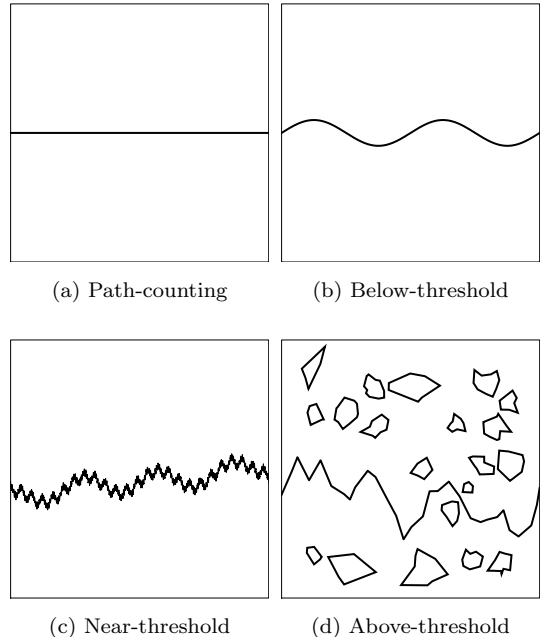 (a) Path-counting
(b) Below-threshold
(c) Near-threshold
(d) Above-threshold